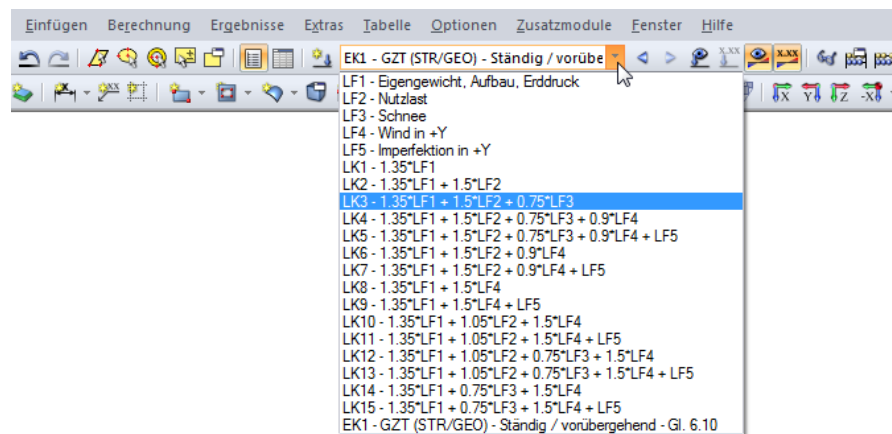 Einfügen Berechnung Ergebnisse Extras Tabelle Optionen Zusatzmodule Fenster Hilfe
EK1 - GZT (STR/GEO) - Ständig / vorübe
LF1 - Eigengewicht, Aufbau, Erddruck
LF2 - Nutzlast
LF3 - Schnee
LF4 - Wind in +Y
LF5 - Imperfektion in +Y
LK1 - 1.35*LF1
LK2 - 1.35*LF1 + 1.5*LF2
LK3 - 1.35*LF1 + 1.5*LF2 + 0.75*LF3
LK4 - 1.35*LF1 + 1.5*LF2 + 0.75*LF3 + 0.9*LF4
LK5 - 1.35*LF1 + 1.5*LF2 + 0.75*LF3 + 0.9*LF4 + LF5
LK6 - 1.35*LF1 + 1.5*LF2 + 0.9*LF4
LK7 - 1.35*LF1 + 1.5*LF2 + 0.9*LF4 + LF5
LK8 - 1.35*LF1 + 1.5*LF4
LK9 - 1.35*LF1 + 1.5*LF4 + LF5
LK10 - 1.35*LF1 + 1.05*LF2 + 1.5*LF4
LK11 - 1.35*LF1 + 1.05*LF2 + 1.5*LF4 + LF5
LK12 - 1.35*LF1 + 1.05*LF2 + 0.75*LF3 + 1.5*LF4
LK13 - 1.35*LF1 + 1.05*LF2 + 0.75*LF3 + 1.5*LF4 + LF5
LK14 - 1.35*LF1 + 0.75*LF3 + 1.5*LF4
LK15 - 1.35*LF1 + 0.75*LF3 + 1.5*LF4 + LF5
EK1 - GZT (STR/GEO) - Ständig / vorübergehend - Gl. 6.10